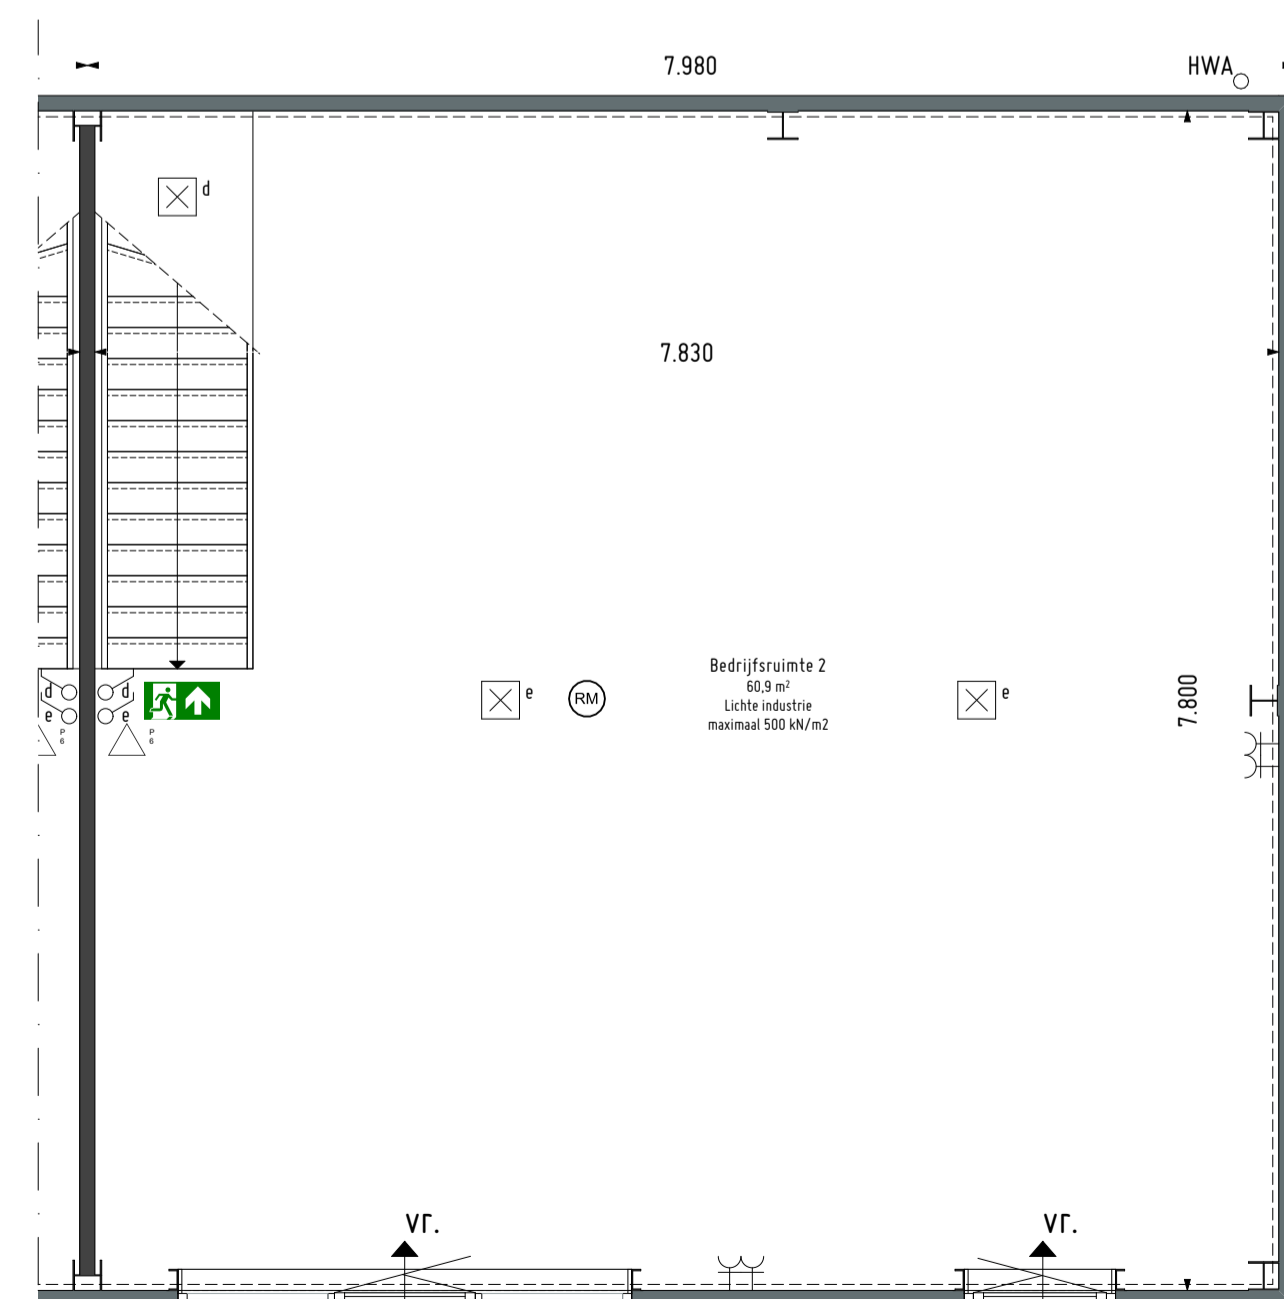 7.980
HWA
d
7.830
Bedrijfsruimte 2
60,9 m²
Lichte industrie
maximaal 500 kN/m2
7.800
d
d
e
e
P
6
P
6
e
RM
e
vr.
vr.